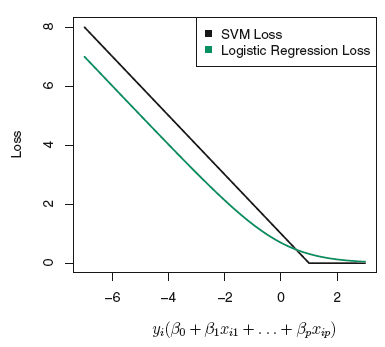 SVM Loss
Logistic Regression Loss
8
6
4
2
0
Loss
−6 −4 −2 0 2
yᵢ(β₀ + β₁xᵢ₁ + . . . + βₚxᵢₚ)